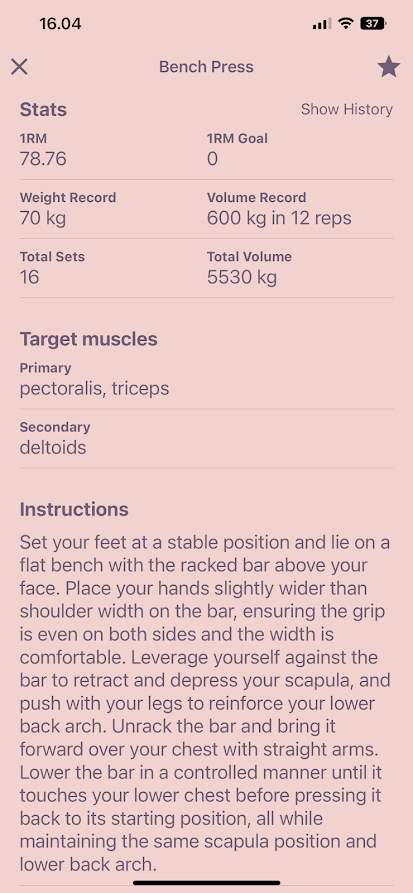 16.04
37
Bench Press
Stats
Show History
1RM
1RM Goal
78.76
0
Weight Record
Volume Record
70 kg
600 kg in 12 reps
Total Sets
Total Volume
16
5530 kg
Target muscles
Primary
pectoralis, triceps
Secondary
deltoids
Instructions
Set your feet at a stable position and lie on a
flat bench with the racked bar above your
face. Place your hands slightly wider than
shoulder width on the bar, ensuring the grip
is even on both sides and the width is
comfortable. Leverage yourself against the
bar to retract and depress your scapula, and
push with your legs to reinforce your lower
back arch. Unrack the bar and bring it
forward over your chest with straight arms.
Lower the bar in a controlled manner until it
touches your lower chest before pressing it
back to its starting position, all while
maintaining the same scapula position and
lower back arch.